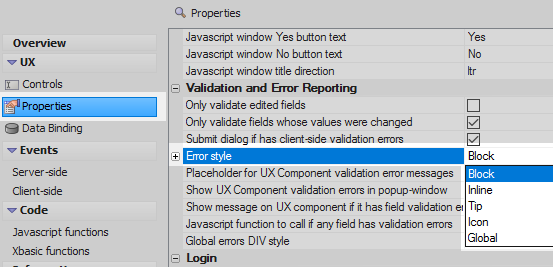 Properties
Overview
UX
Controls
Properties
Data Binding
Events
Server-side
Client-side
Code
Javascript functions
Xbasic functions
Javascript window Yes button text Yes
Javascript window No button text No
Javascript window title direction ltr
Validation and Error Reporting
Only validate edited fields
Only validate fields whose values were changed
Submit dialog if has client-side validation errors
Error style Block
Placeholder for UX Component validation error messages
Show UX Component validation errors in popup-window
Show message on UX component if it has field validation
Javascript function to call if any field has validation errors
Global errors DIV style
Login
Block
Inline
Tip
Icon
Global